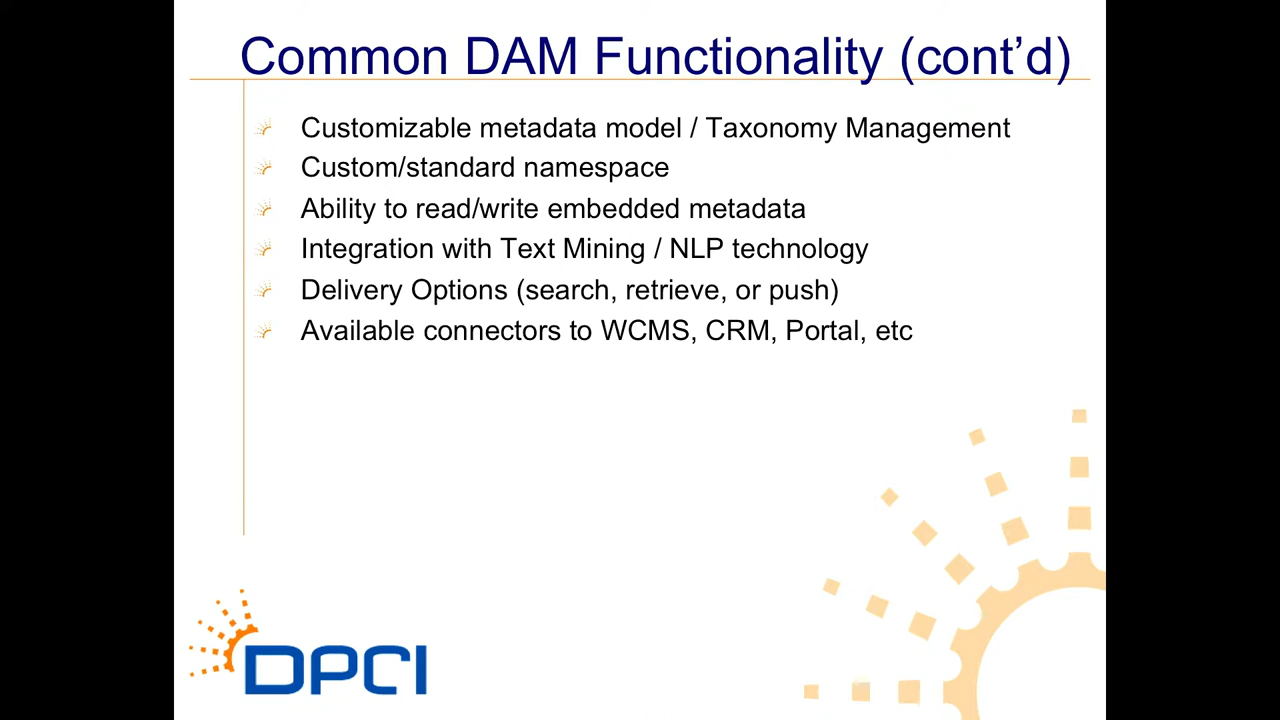 Common DAM Functionality (cont’d)
Customizable metadata model / Taxonomy Management
Custom/standard namespace
Ability to read/write embedded metadata
Integration with Text Mining / NLP technology
Delivery Options (search, retrieve, or push)
Available connectors to WCMS, CRM, Portal, etc
DPCI